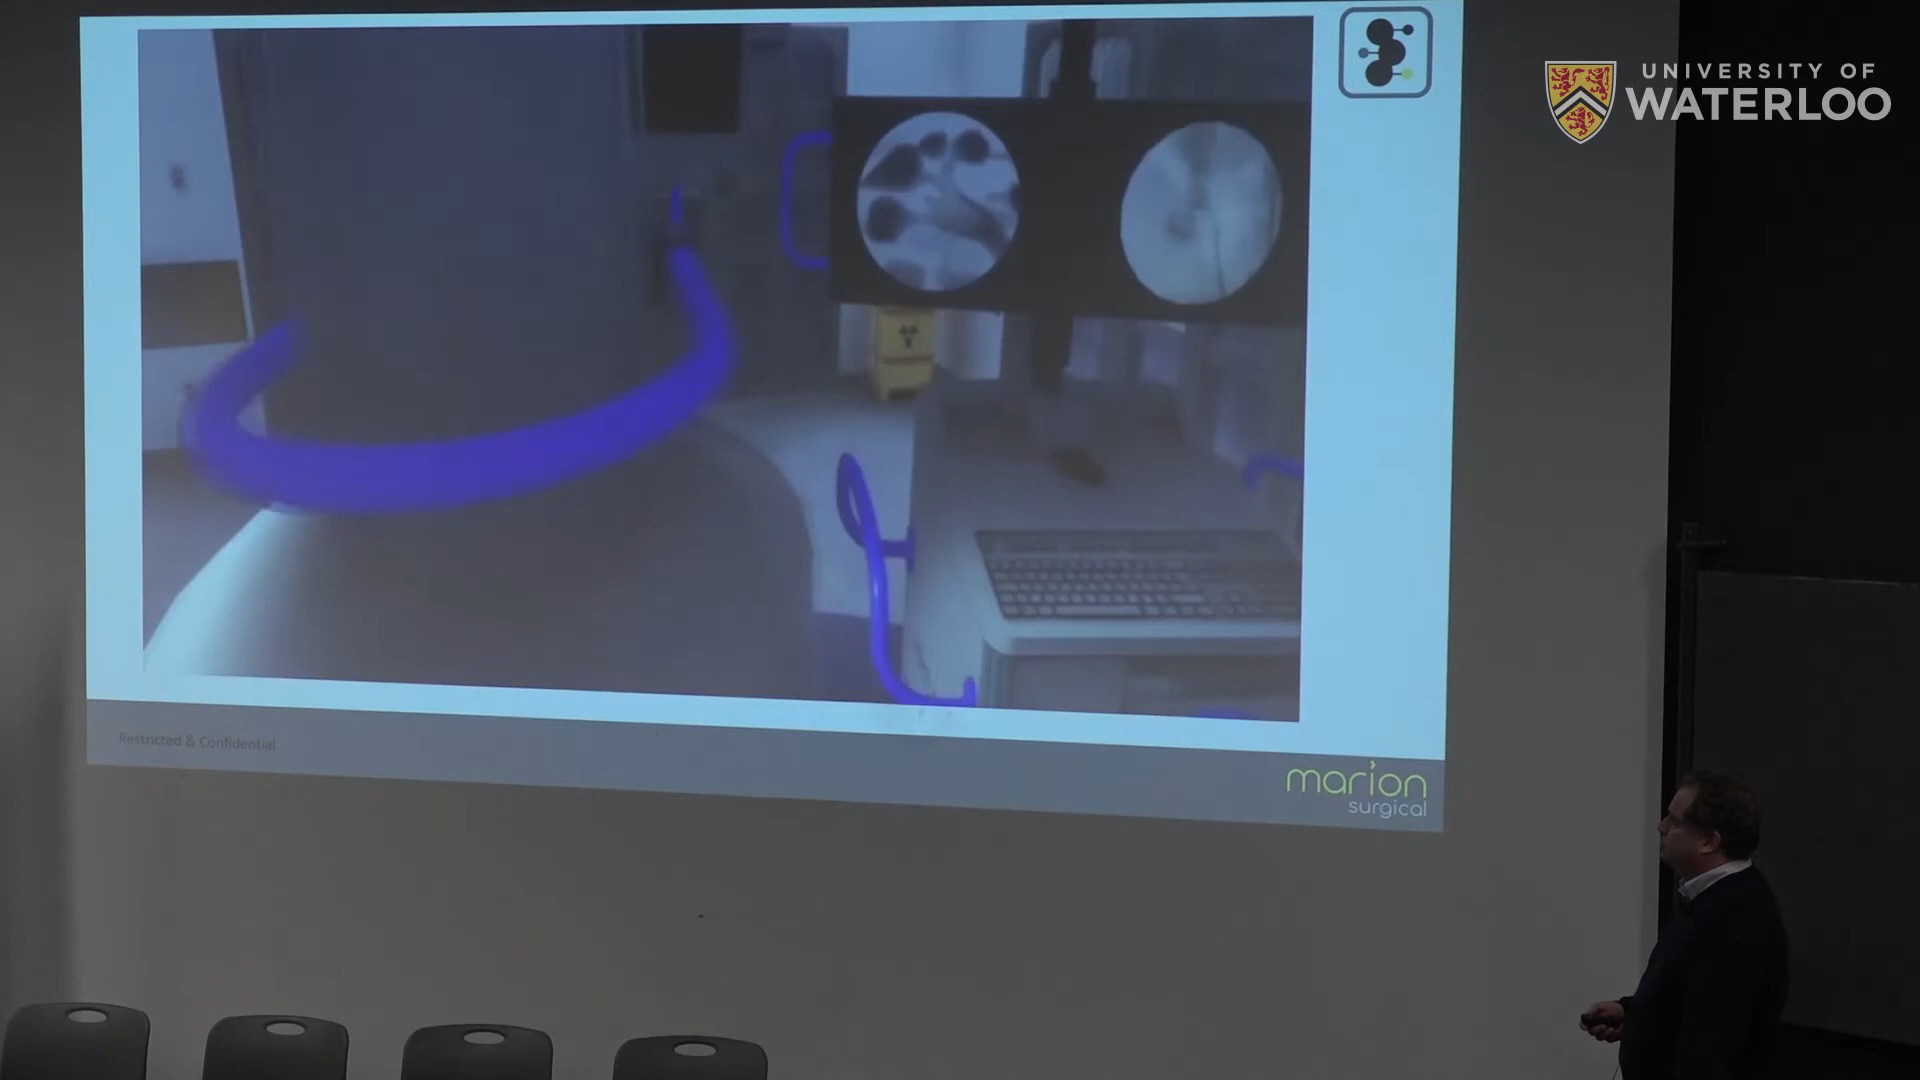 UNIVERSITY OF
WATERLOO
Restricted & Confidential
marion
surgical